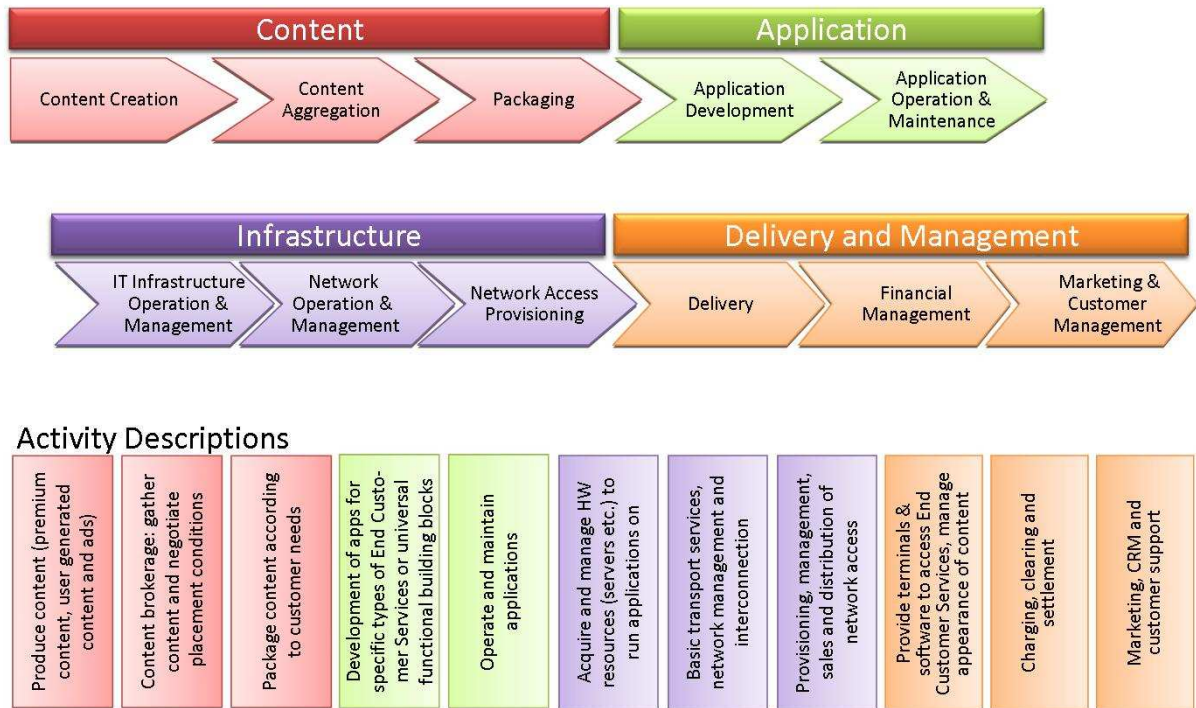 Content
Application
Content Creation
Content
Aggregation
Packaging
Application
Development
Application
Operation &
Maintenance
Infrastructure
Delivery and Management
IT Infrastructure
Operation &
Management
Network
Operation &
Management
Network Access
Provisioning
Delivery
Financial
Management
Marketing &
Customer
Management
Activity Descriptions
Produce content (premium
content, user generated
content and ads)
Content brokerage: gather
content and negotiate
placement conditions
Package content according
to customer needs
Development of apps for
specific types of End Custo-
mer Services or universal
functional building blocks
Operate and maintain
applications
Acquire and manage HW
resources (servers etc.) to
run applications on
Basic transport services,
network management and
interconnection
Provisioning, management,
sales and distribution of
network access
Provide terminals &
software to access End
Customer Services, manage
appearance of content
Charging, clearing and
settlement
Marketing, CRM and
customer support